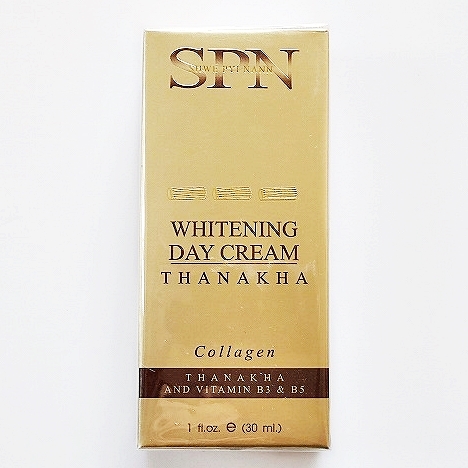 SPN
SHWE PYI NANN
WHITENING
DAY CREAM
THANAKHA
Collagen
THANAKHA
AND VITAMIN B3 & B5
1 fl.oz. e (30 ml.)